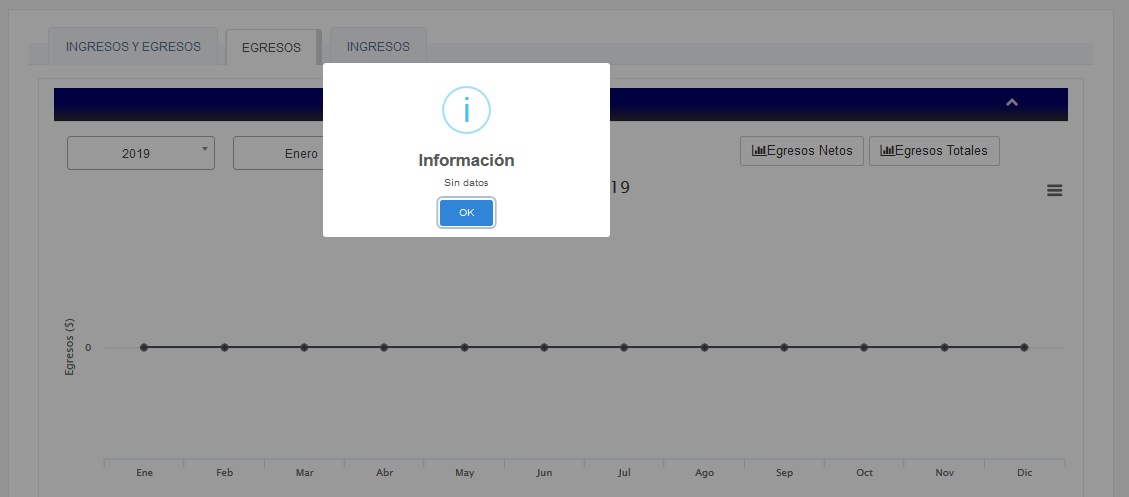 INGRESOS Y EGRESOS
EGRESOS
INGRESOS
i
Información
Sin datos
OK
2019
Enero
Egresos Netos
Egresos Totales
19
Egresos ($)
0
Ene Feb Mar Abr May Jun Jul Ago Sep Oct Nov Dic